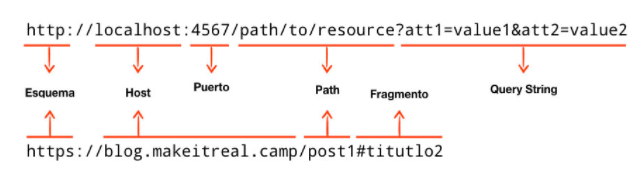 http://localhost:4567/path/to/resource?att1=value1&att2=value2
Esquema Host Puerto Path Fragmento Query String
https://blog.makeitreal.camp/post1#titutlo2